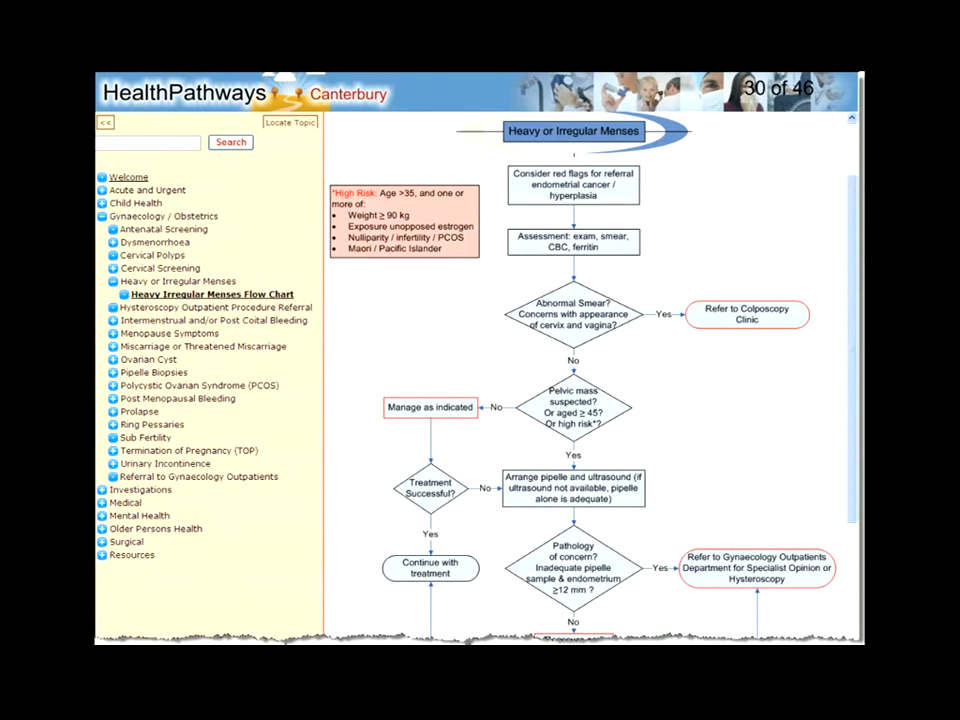 HealthPathways
Canterbury
30 of 46
<<
Locate Topic
Search
Welcome
Acute and Urgent
Child Health
Gynaecology / Obstetrics
Antenatal Screening
Dysmenorrhoea
Cervical Polyps
Cervical Screening
Heavy or Irregular Menses
Heavy Irregular Menses Flow Chart
Hysteroscopy Outpatient Procedure Referral
Intermenstrual and/or Post Coital Bleeding
Menopause Symptoms
Miscarriage or Threatened Miscarriage
Ovarian Cyst
Pipelle Biopsies
Polycystic Ovarian Syndrome (PCOS)
Post Menopausal Bleeding
Prolapse
Ring Pessaries
Sub Fertility
Termination of Pregnancy (TOP)
Urinary Incontinence
Referral to Gynaecology Outpatients
Investigations
Medical
Mental Health
Older Persons Health
Surgical
Resources
Heavy or Irregular Menses
Consider red flags for referral
endometrial cancer /
hyperplasia
*High Risk: Age >35, and one or
more of:
• Weight ≥ 90 kg
• Exposure unopposed estrogen
• Nulliparity / infertility / PCOS
• Maori / Pacific Islander
Assessment: exam, smear,
CBC, ferritin
Abnormal Smear?
Concerns with appearance
of cervix and vagina?
Yes
Refer to Colposcopy
Clinic
No
Pelvic mass
suspected?
Or aged ≥ 45?
Or high risk*?
No
Manage as indicated
Yes
Treatment
Successful?
No
Arrange pipelle and ultrasound (if
ultrasound not available, pipelle
alone is adequate)
Yes
Continue with
treatment
Pathology
of concern?
Inadequate pipelle
sample & endometrium
≥12 mm ?
Yes
Refer to Gynaecology Outpatients
Department for Specialist Opinion or
Hysteroscopy
No